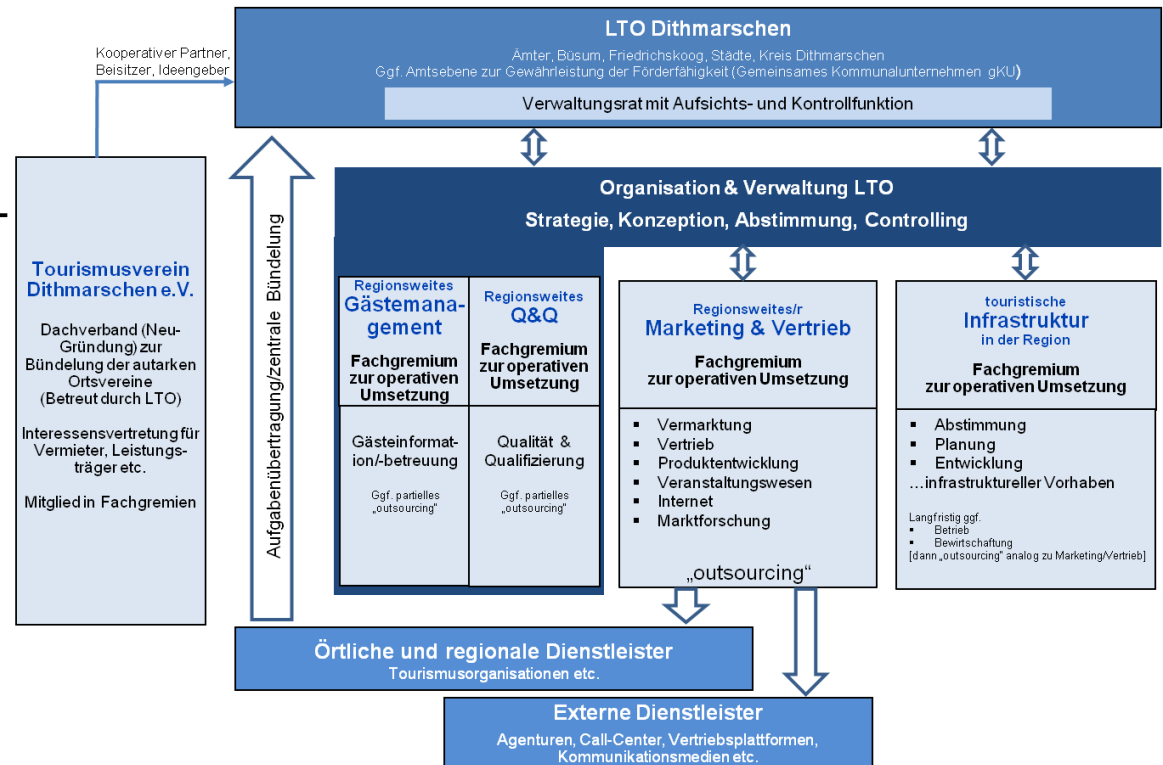 LTO Dithmarschen
Ämter, Büsum, Friedrichskoog, Städte, Kreis Dithmarschen
Ggf. Amtsebene zur Gewährleistung der Förderfähigkeit (Gemeinsames Kommunalunternehmen gKU)
Verwaltungsrat mit Aufsichts- und Kontrollfunktion
Kooperativer Partner,
Beisitzer, Ideengeber
Tourismusverein
Dithmarschen e.V.
Dachverband (Neu-
Gründung) zur
Bündelung der autarken
Ortsvereine
(Betreut durch LTO)
Interessensvertretung für
Vermieter, Leistungs-
träger etc.
Mitglied in Fachgremien
Aufgabenübertragung/zentrale Bündelung
Organisation & Verwaltung LTO
Strategie, Konzeption, Abstimmung, Controlling
Regionsweites
Gästemana-
gement
Fachgremium
zur operativen
Umsetzung
Gästeinformat-
ion/-betreuung
Ggf. partielles
„outsourcing“
Regionsweites
Q&Q
Fachgremium
zur operativen
Umsetzung
Qualität &
Qualifizierung
Ggf. partielles
„outsourcing“
Regionsweites/r
Marketing & Vertrieb
Fachgremium
zur operativen Umsetzung
▪ Vermarktung
▪ Vertrieb
▪ Produktentwicklung
▪ Veranstaltungswesen
▪ Internet
▪ Marktforschung
„outsourcing“
touristische
Infrastruktur
in der Region
Fachgremium
zur operativen Umsetzung
▪ Abstimmung
▪ Planung
▪ Entwicklung
…infrastruktureller Vorhaben
Langfristig ggf.
▪ Betrieb
▪ Bewirtschaftung
[dann „outsourcing“ analog zu Marketing/Vertrieb]
Örtliche und regionale Dienstleister
Tourismusorganisationen etc.
Externe Dienstleister
Agenturen, Call-Center, Vertriebsplattformen,
Kommunikationsmedien etc.